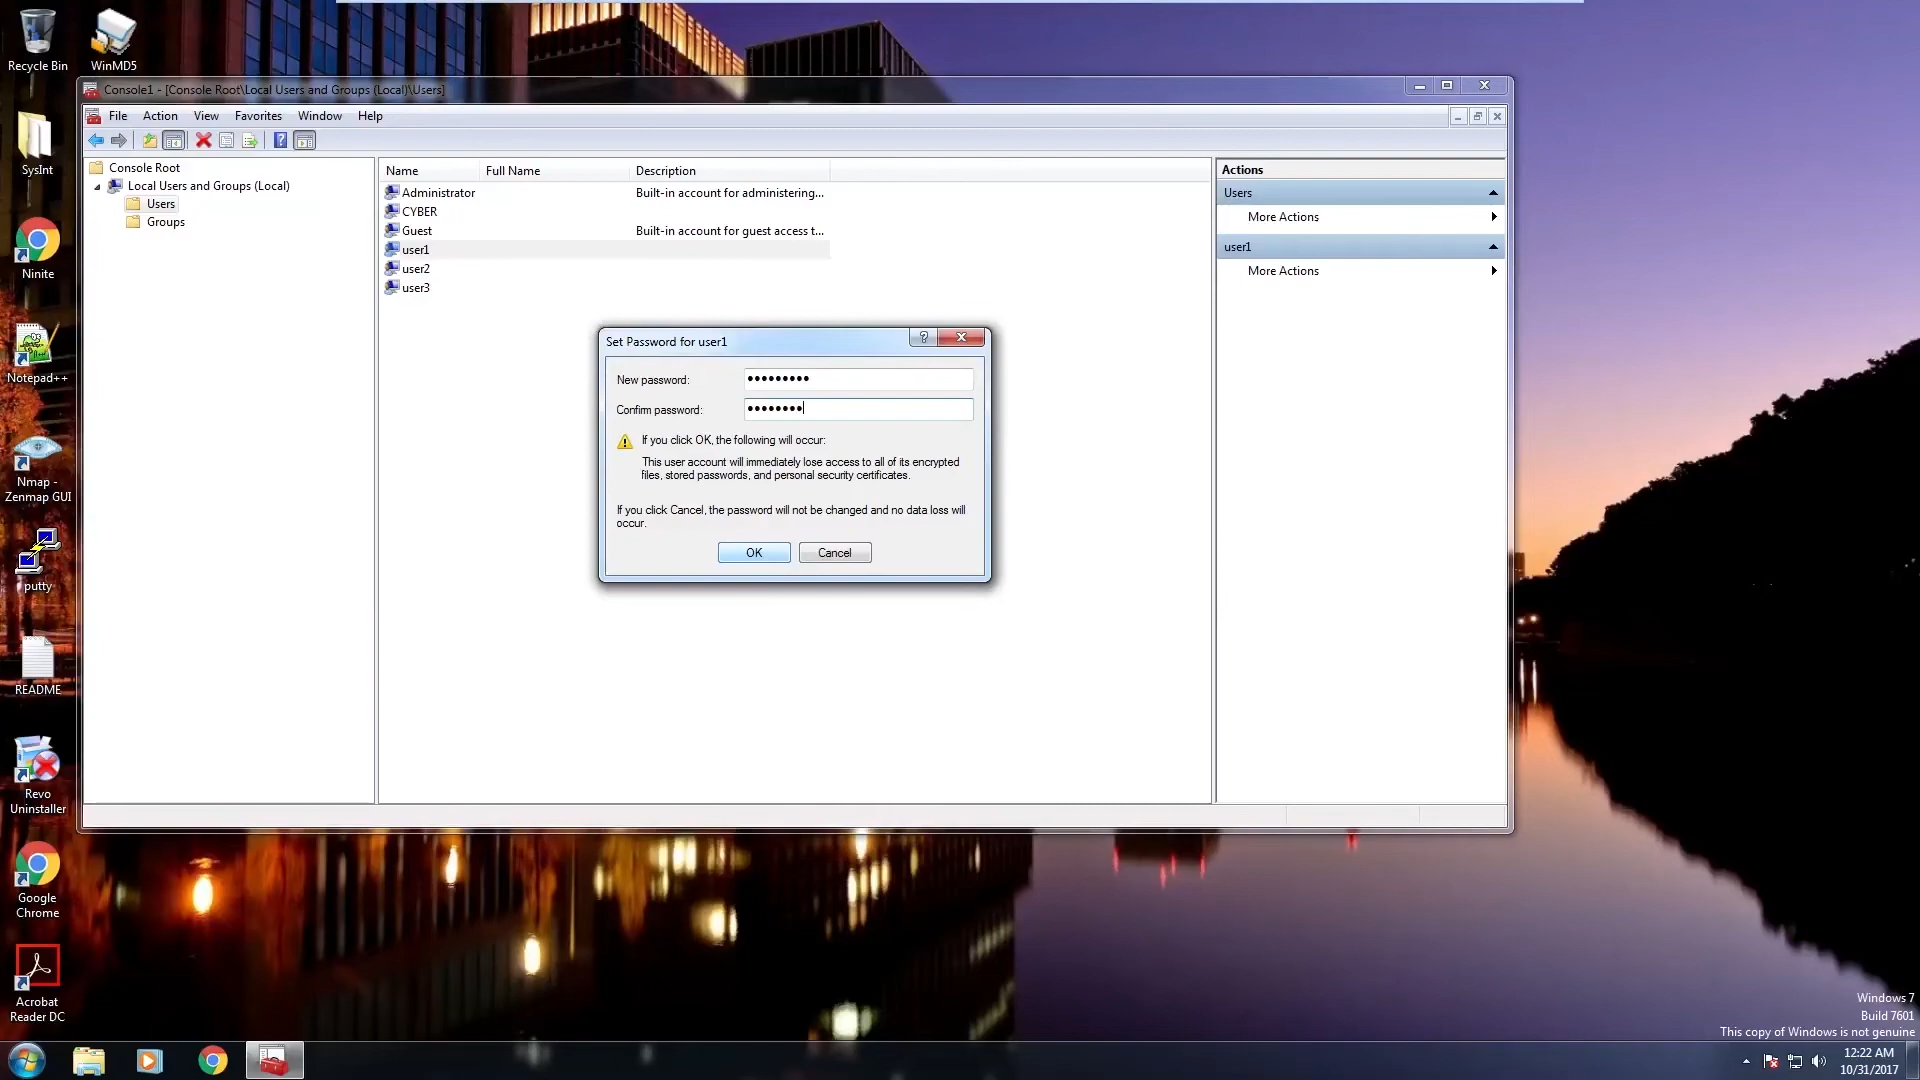 Recycle Bin
WinMD5
SysInt
Ninite
Notepad++
Nmap -
Zenmap GUI
putty
README
Revo
Uninstaller
Google
Chrome
Acrobat
Reader DC
Console1 - [Console Root\Local Users and Groups (Local)\Users]
File Action View Favorites Window Help
Console Root
Local Users and Groups (Local)
Users
Groups
Name Full Name Description
Administrator Built-in account for administering...
CYBER
Guest Built-in account for guest access t...
user1
user2
user3
Actions
Users
More Actions
user1
More Actions
Set Password for user1
New password: •••••••••
Confirm password: ••••••••
If you click OK, the following will occur:
This user account will immediately lose access to all of its encrypted
files, stored passwords, and personal security certificates.
If you click Cancel, the password will not be changed and no data loss will
occur.
OK Cancel
Windows 7
Build 7601
This copy of Windows is not genuine
12:22 AM
10/31/2017